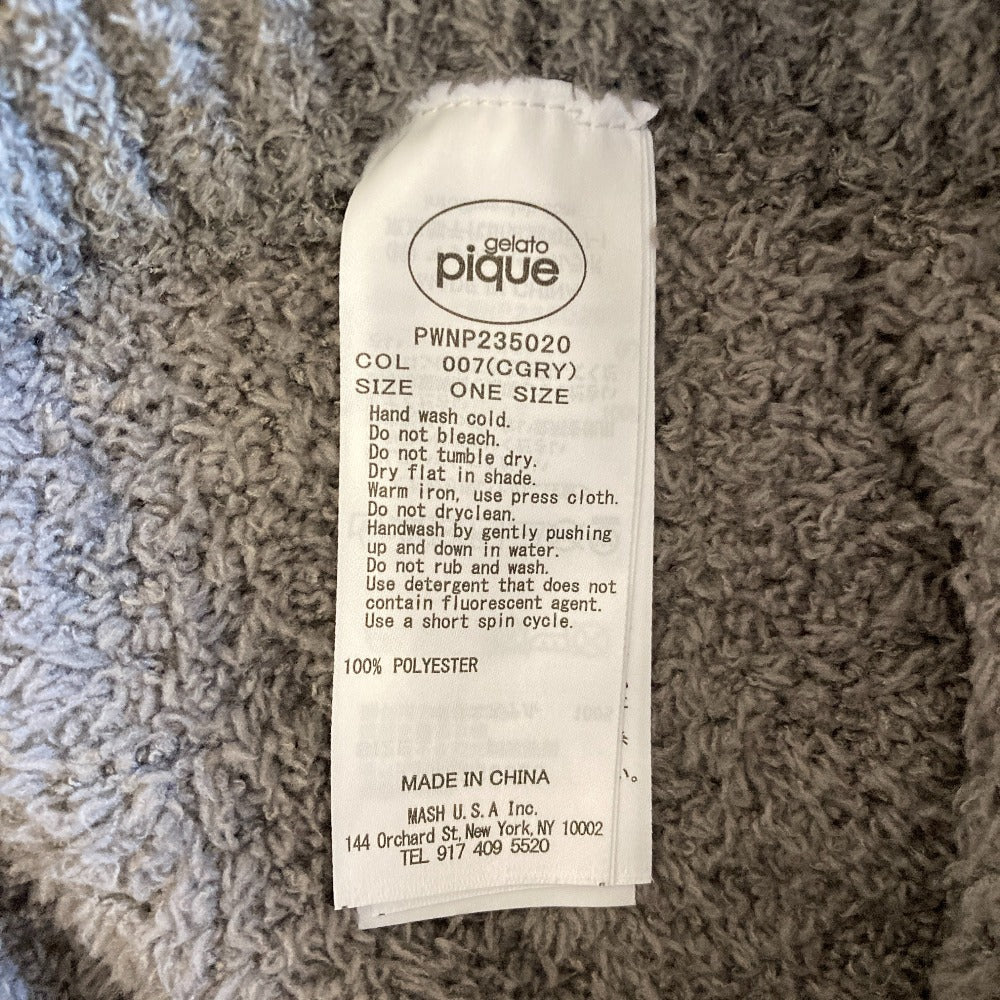 gelato
pique
PWNP235020
COL 007(CGRY)
SIZE ONE SIZE
Hand wash cold.
Do not bleach.
Do not tumble dry.
Dry flat in shade.
Warm iron, use press cloth.
Do not dryclean.
Handwash by gently pushing
up and down in water.
Do not rub and wash.
Use detergent that does not
contain fluorescent agent.
Use a short spin cycle.
100% POLYESTER
MADE IN CHINA
MASH U.S.A Inc.
144 Orchard St, New York, NY 10002
TEL 917 409 5520